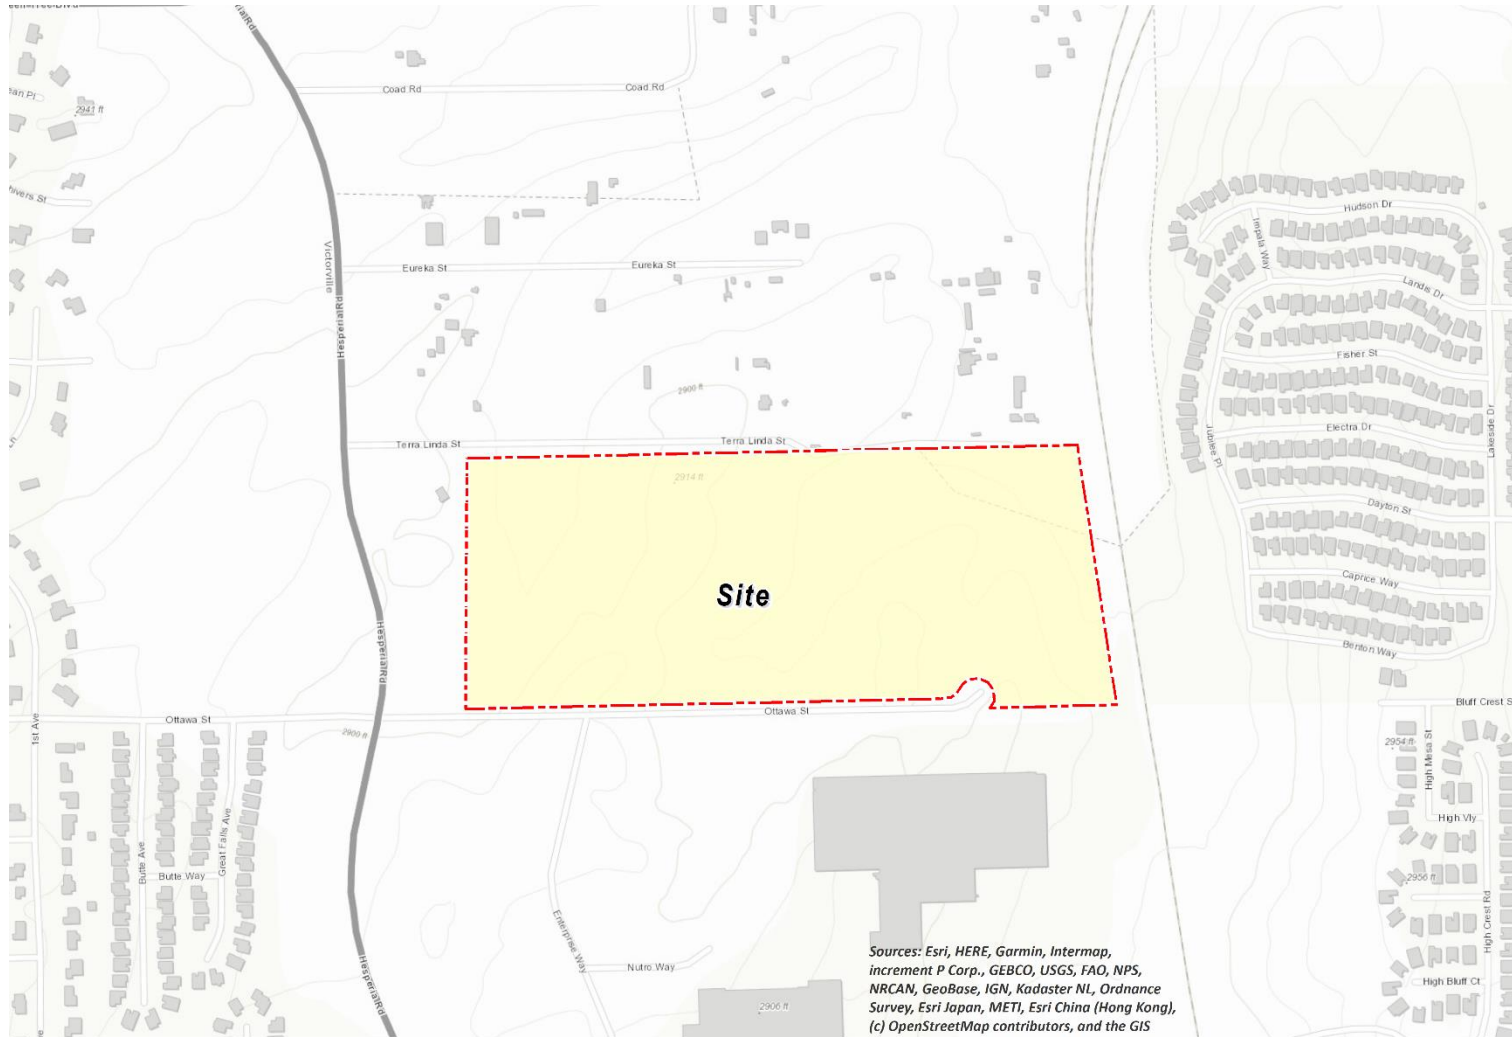 Coad Rd
Coad Rd
2941 ft
Hudson Dr
Impala Way
Victorville
Eureka St
Eureka St
Landis Dr
Hesperia Rd
Fisher St
2906 ft
Lakeside Dr
Terra Linda St
Terra Linda St
Electra Dr
Jubilee Pl
2914 ft
Dayton St
Caprice Way
Site
Hesperia Rd
Benton Way
Ottawa St
Ottawa St
Bluff Crest S
1st Ave
2900 ft
2954 ft
High Mesa St
High Vly
Great Falls Ave
Butte Ave
Butte Way
2956 ft
High Crest Rd
Enterprise Way
Nutro Way
Hesperia Rd
High Bluff Ct
2906 ft
Sources: Esri, HERE, Garmin, Intermap,
increment P Corp., GEBCO, USGS, FAO, NPS,
NRCAN, GeoBase, IGN, Kadaster NL, Ordnance
Survey, Esri Japan, METI, Esri China (Hong Kong),
(c) OpenStreetMap contributors, and the GIS